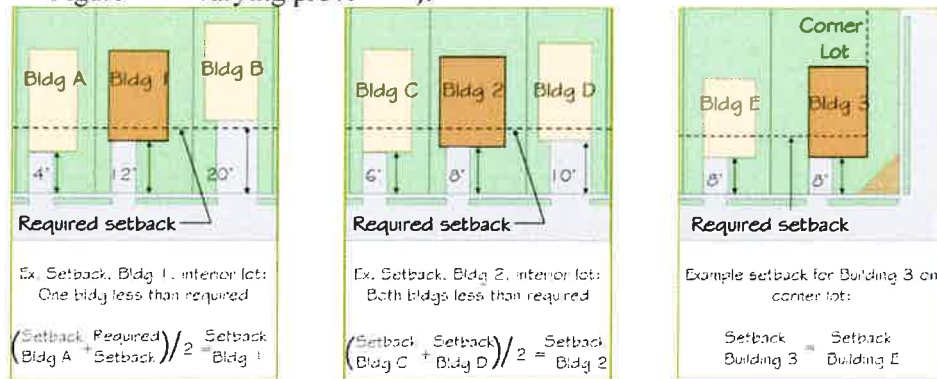 Bldg A
Bldg 1
Bldg B
4'
12'
20'
Required setback
Ex. Setback, Bldg 1, interior lot:
One bldg less than required
(Setback Bldg A + Required Setback) / 2 = Setback Bldg 1
Bldg C
Bldg 2
Bldg D
6'
8'
10'
Required setback
Ex. Setback, Bldg 2, interior lot:
Both bldgs less than required
(Setback Bldg C + Setback Bldg D) / 2 = Setback Bldg 2
Corner
Lot
Bldg E
Bldg 3
8'
8'
Required setback
Example setback for Building 3 on
corner lot:
Setback Building 3 = Setback Building E